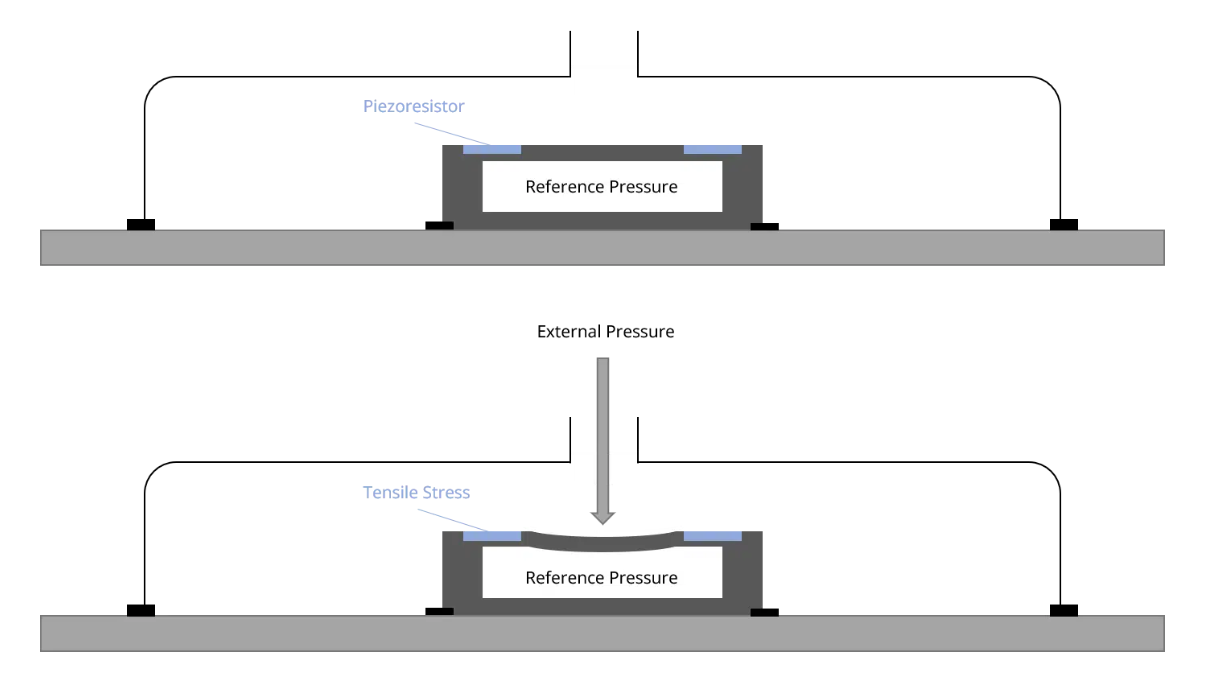 Piezoresistor
Reference Pressure
External Pressure
Tensile Stress
Reference Pressure